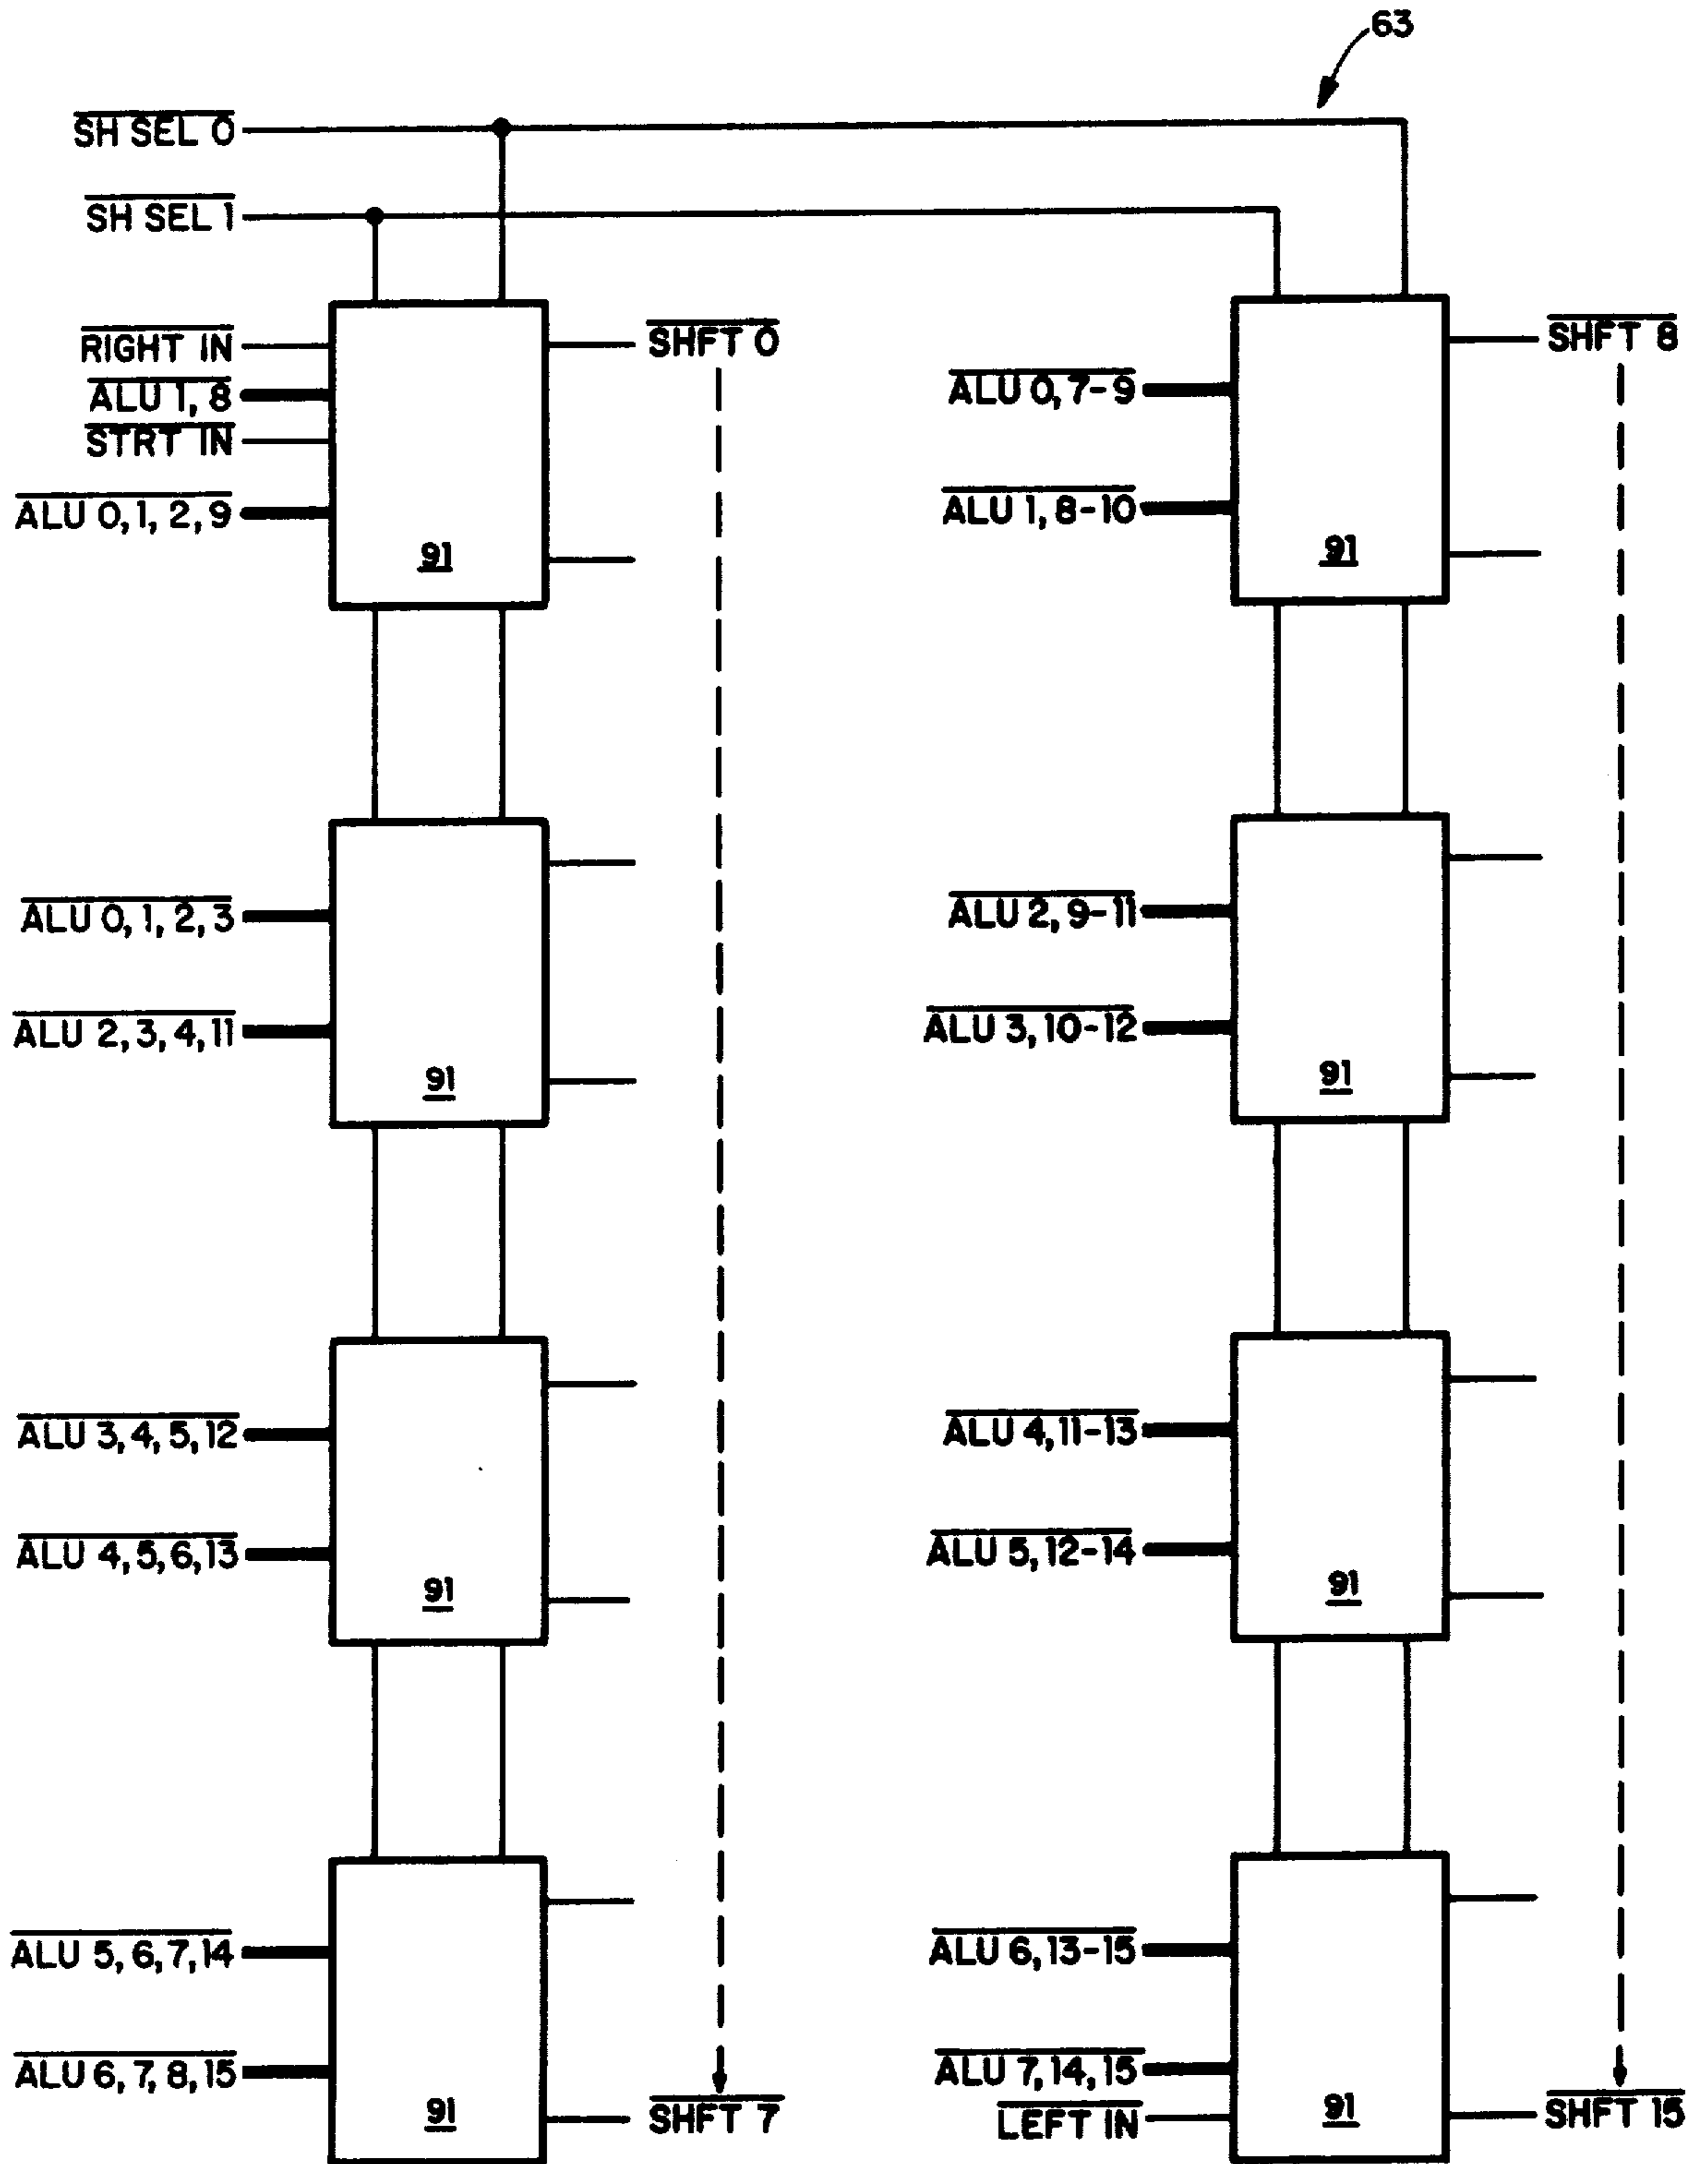 63
SH SEL 0
SH SEL 1
RIGHT IN
ALU 1, 8
STRT IN
ALU 0, 1, 2, 9
91
SHFT 0
ALU 0, 1, 2, 3
ALU 2, 3, 4, 11
91
ALU 3, 4, 5, 12
ALU 4, 5, 6, 13
91
ALU 5, 6, 7, 14
ALU 6, 7, 8, 15
91
SHFT 7
ALU 0, 7-9
ALU 1, 8-10
91
SHFT 8
ALU 2, 9-11
ALU 3, 10-12
91
ALU 4, 11-13
ALU 5, 12-14
91
ALU 6, 13-15
ALU 7, 14, 15
LEFT IN
91
SHFT 15